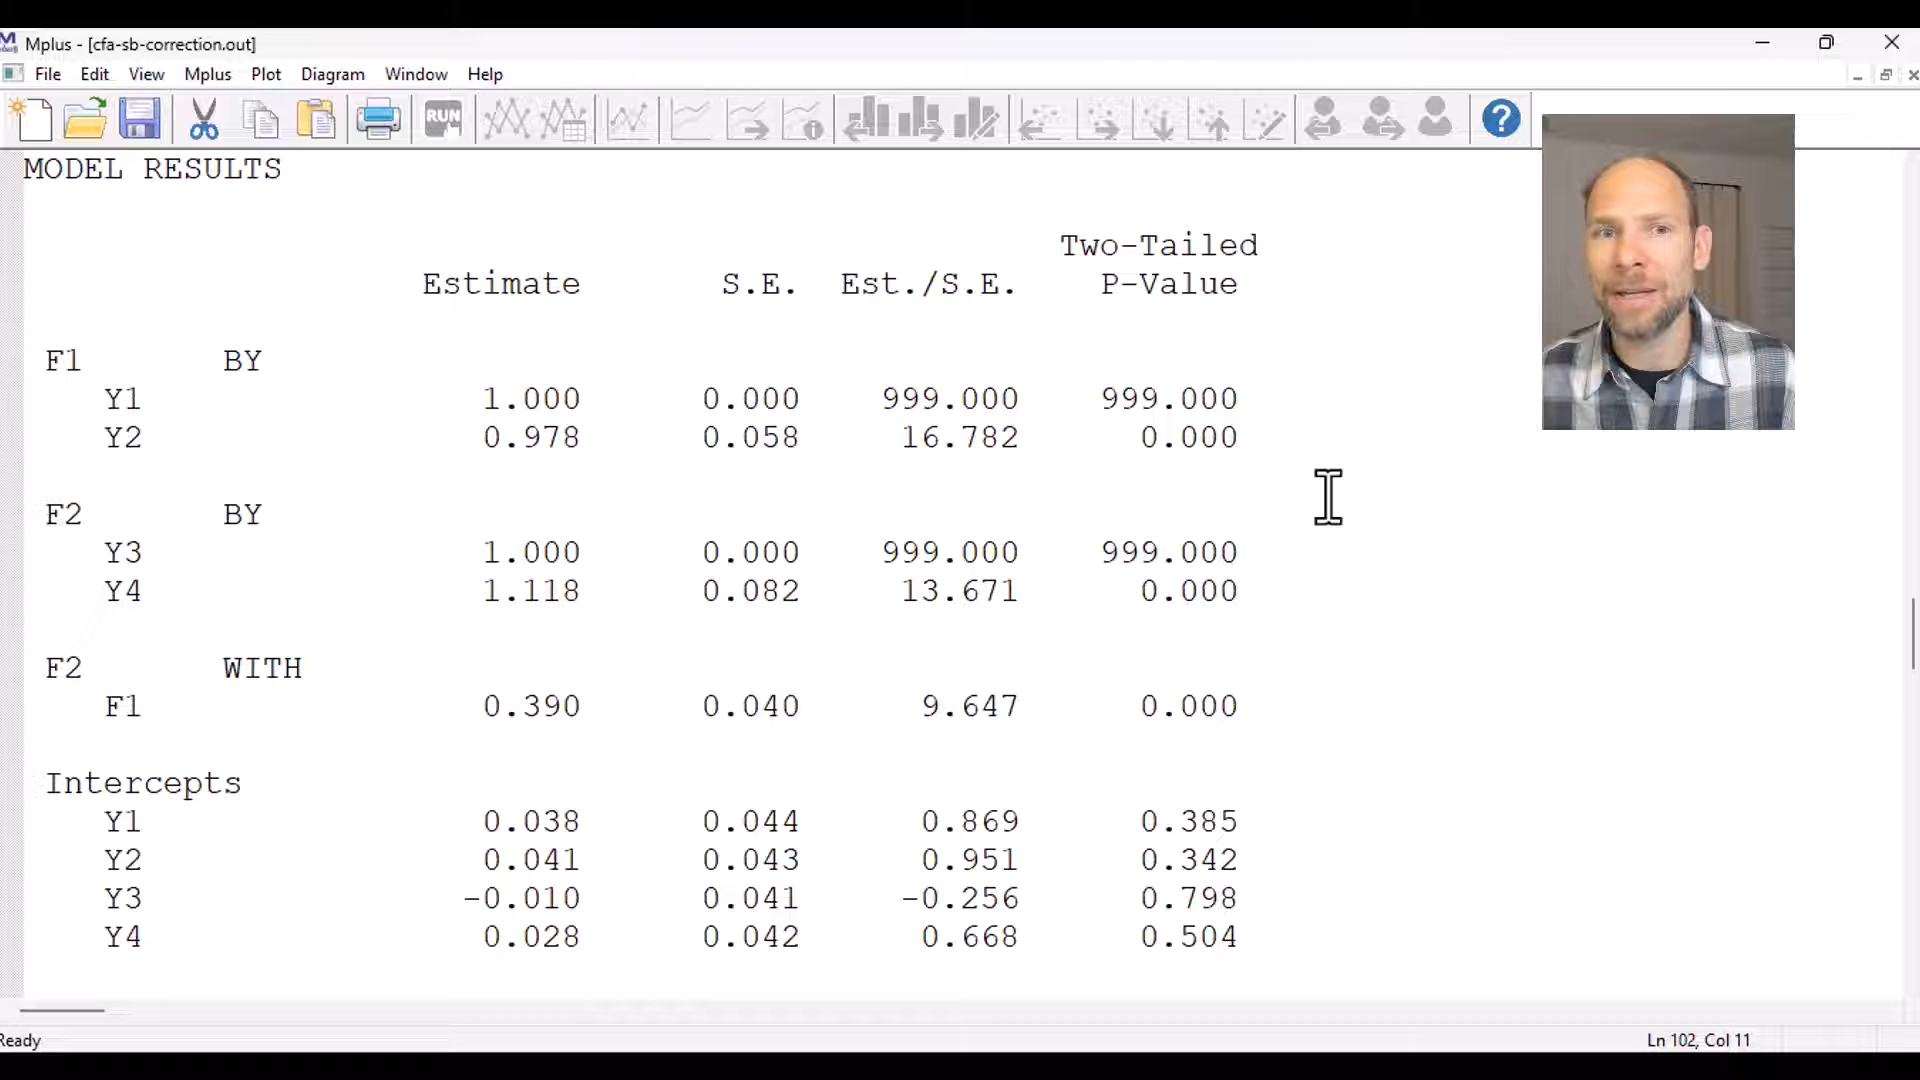 Mplus - [cfa-sb-correction.out]
File Edit View Mplus Plot Diagram Window Help
RUN
?
MODEL RESULTS
Two-Tailed
Estimate S.E. Est./S.E. P-Value
F1 BY
Y1 1.000 0.000 999.000 999.000
Y2 0.978 0.058 16.782 0.000
F2 BY
Y3 1.000 0.000 999.000 999.000
Y4 1.118 0.082 13.671 0.000
F2 WITH
F1 0.390 0.040 9.647 0.000
Intercepts
Y1 0.038 0.044 0.869 0.385
Y2 0.041 0.043 0.951 0.342
Y3 -0.010 0.041 -0.256 0.798
Y4 0.028 0.042 0.668 0.504
Ready Ln 102, Col 11